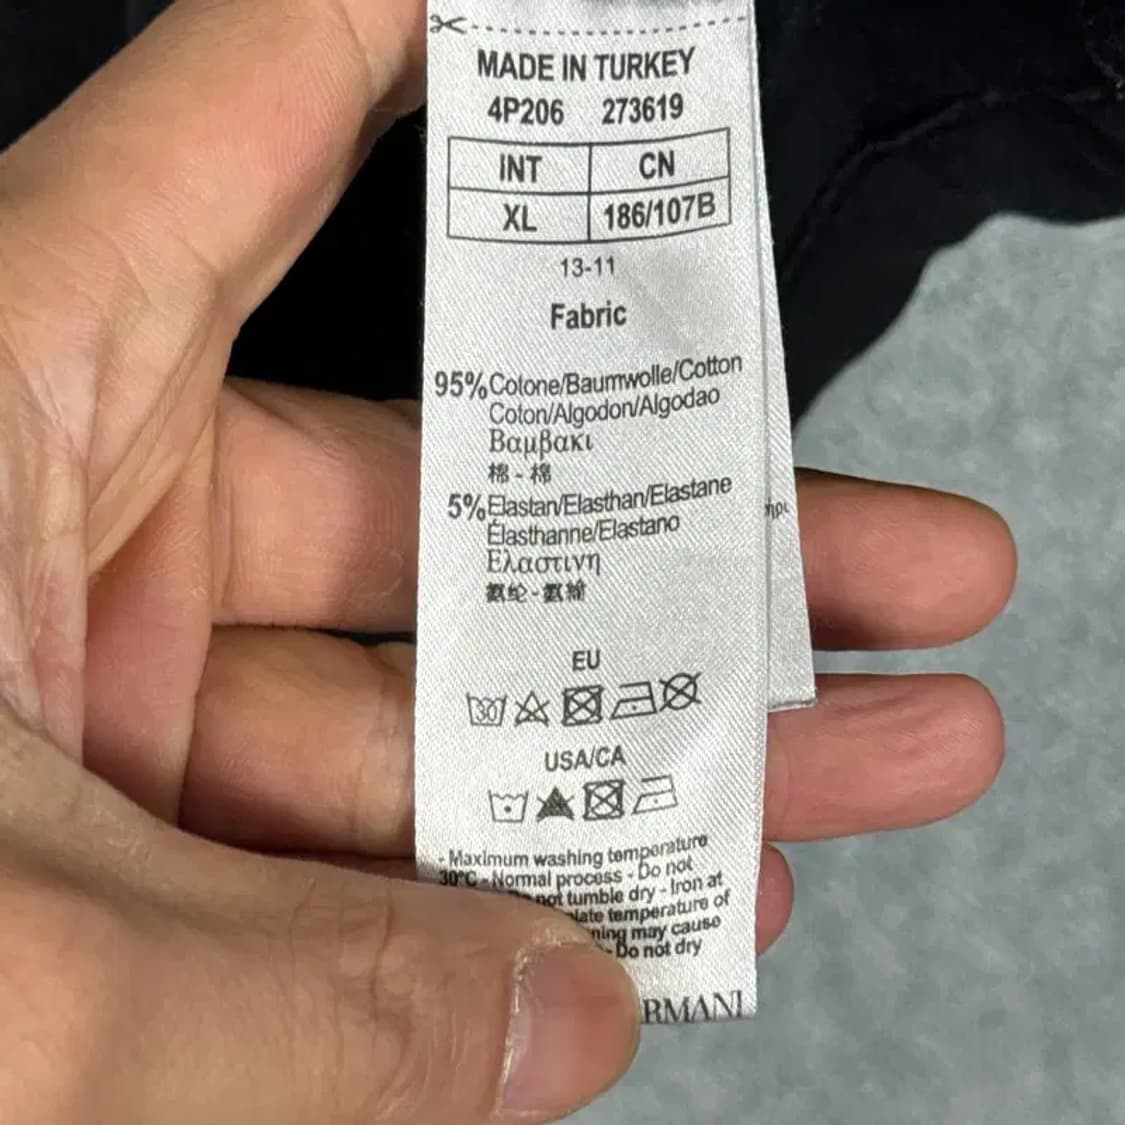 MADE IN TURKEY
4P206 273619
INT CN
XL 186/107B
13-11
Fabric
95% Cotone/Baumwolle/Cotton
Coton/Algodon/Algodao
Βαμβακι
棉 - 棉
5% Elastan/Elasthan/Elastane
Élasthanne/Elastano
Ελαστινη
氨纶 - 氨綸
EU
30
USA/CA
- Maximum washing temperature
30°C - Normal process - Do not
not tumble dry - Iron at
temperature of
may cause
- Do not dry